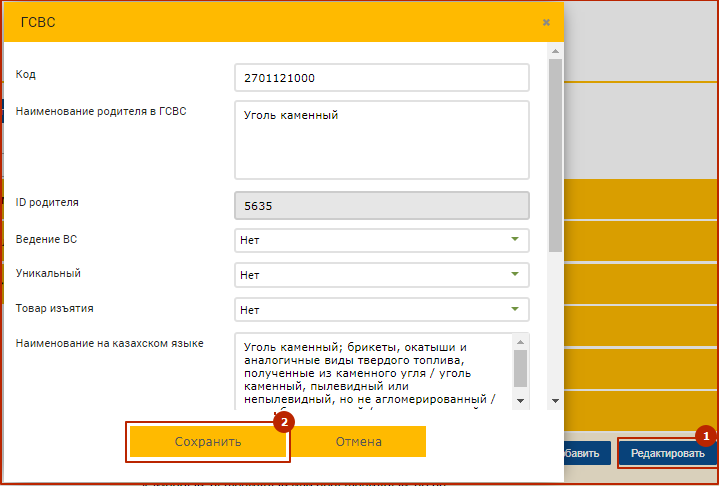 ГСВС
Код
2701121000
Наименование родителя в ГСВС
Уголь каменный
ID родителя
5635
Ведение ВС
Нет
Уникальный
Нет
Товар изъятия
Нет
Наименование на казахском языке
Уголь каменный; брикеты, окатыши и
аналогичные виды твердого топлива,
полученные из каменного угля / уголь
каменный, пылевидный или
непылевидный, но не агломерированный /
2
1
Сохранить
Отмена
бавить
Редактировать